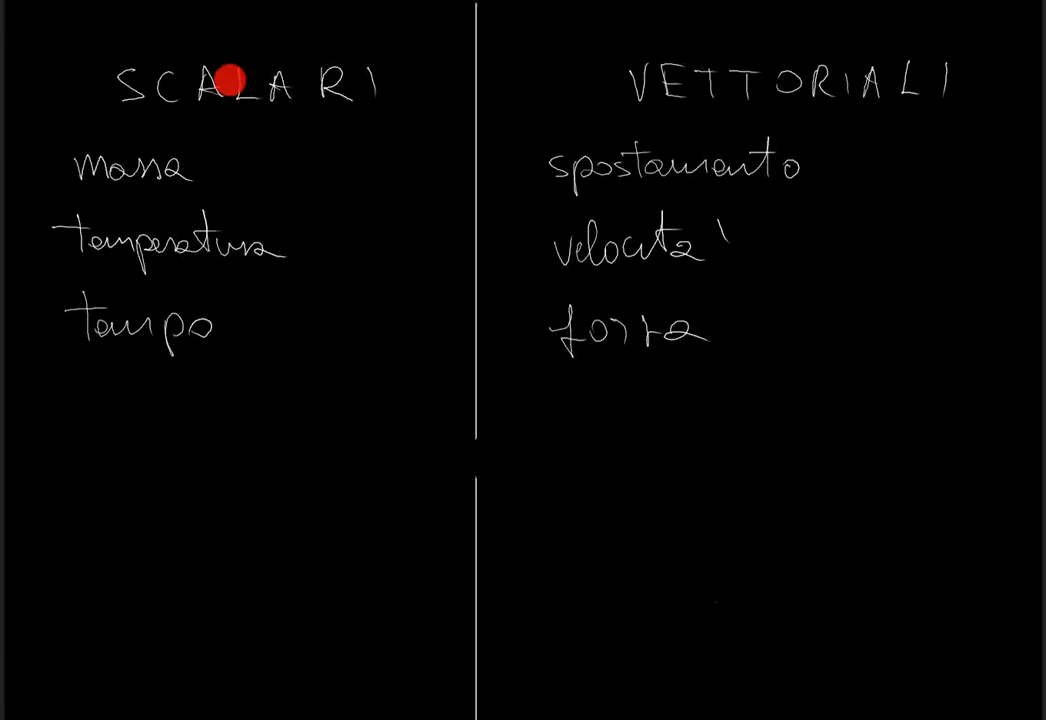 SCALARI
massa
temperatura
tempo
VETTORIALI
spostamento
velocità
forza